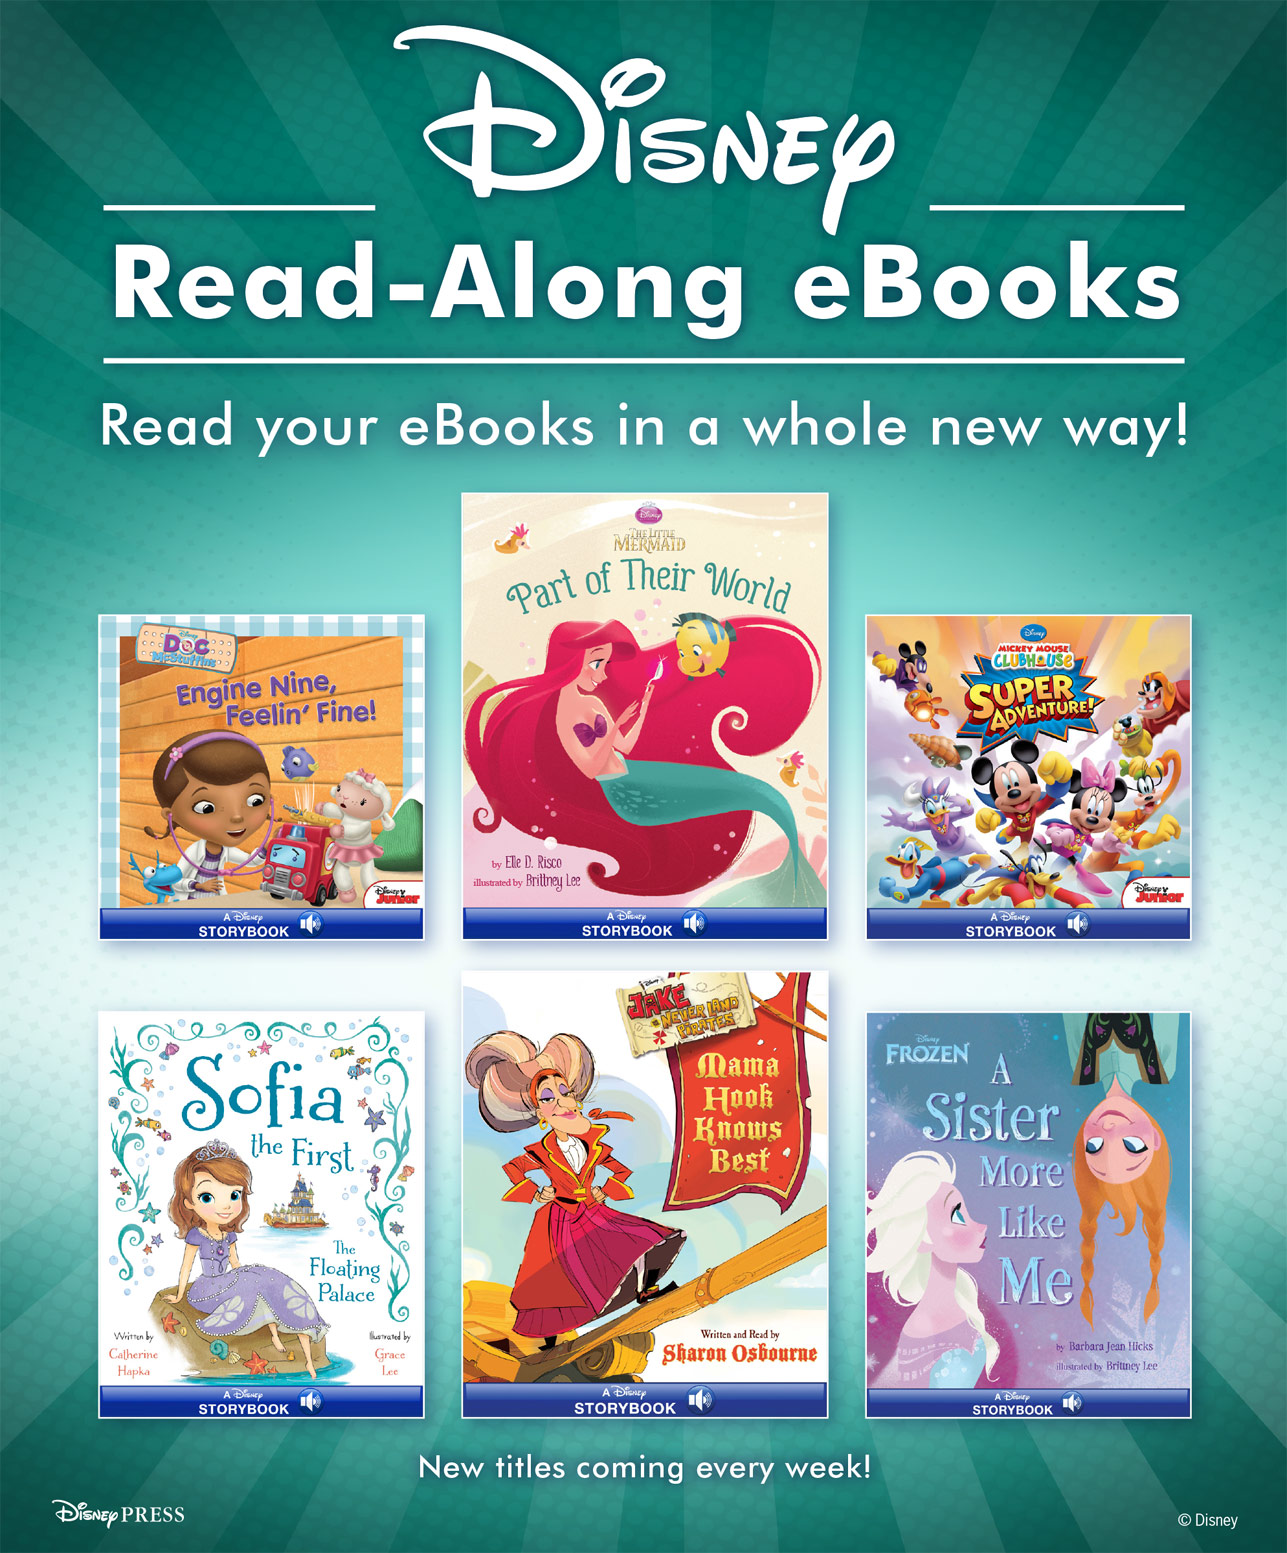 Disney
Read-Along eBooks
Read your eBooks in a whole new way!
Disney
THE LITTLE
MERMAID
Part of Their World
by Elle D. Risco
illustrated by Brittney Lee
A Disney
STORYBOOK
Disney
DOC
McStuffins
Engine Nine,
Feelin' Fine!
Disney
JUNIOR
A Disney
STORYBOOK
Disney
MICKEY MOUSE
CLUBHOUSE
SUPER
ADVENTURE!
Disney
JUNIOR
A Disney
STORYBOOK
Sofia
the First
The
Floating
Palace
Written by
Catherine
Hapka
Illustrated by
Grace
Lee
A Disney
STORYBOOK
Disney
JAKE
and the NEVER LAND
PIRATES
Mama
Hook
Knows
Best
Written and Read by
Sharon Osbourne
A Disney
STORYBOOK
Disney
FROZEN
A
Sister
More
Like
Me
by Barbara Jean Hicks
illustrated by Brittney Lee
A Disney
STORYBOOK
New titles coming every week!
Disney PRESS
© Disney